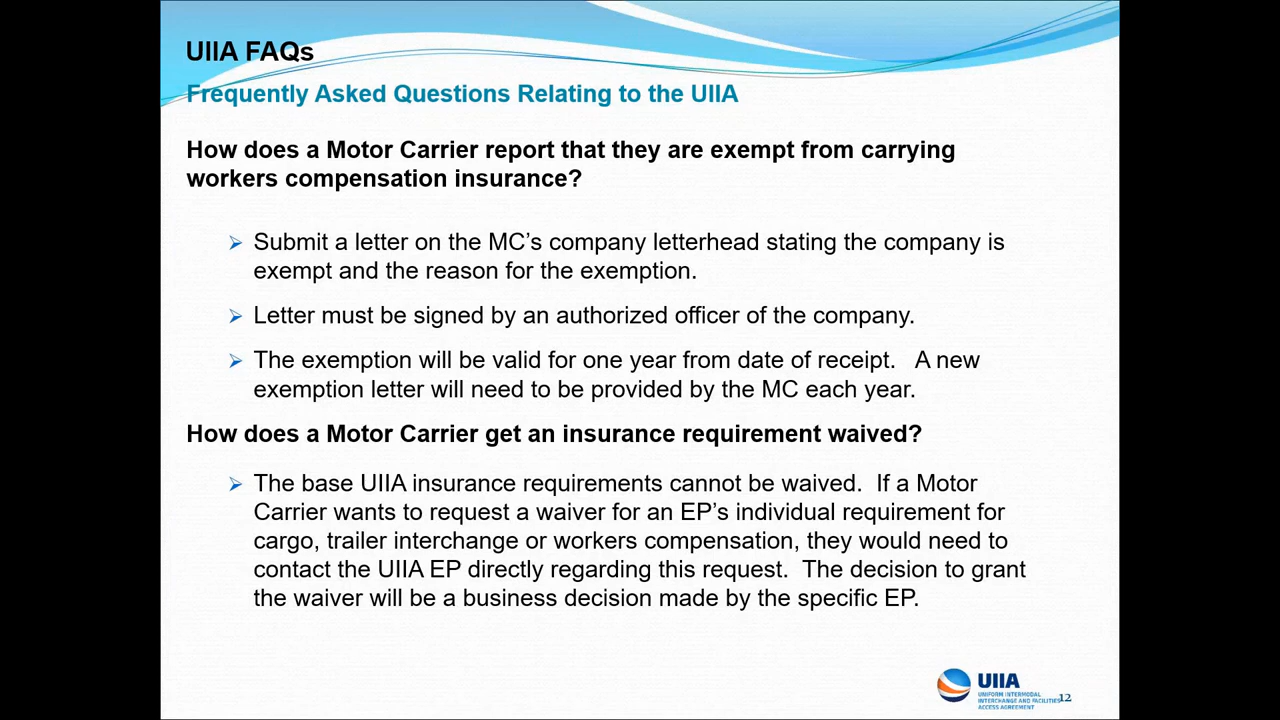 UIIA FAQs
Frequently Asked Questions Relating to the UIIA
How does a Motor Carrier report that they are exempt from carrying
workers compensation insurance?
Submit a letter on the MC’s company letterhead stating the company is
exempt and the reason for the exemption.
Letter must be signed by an authorized officer of the company.
The exemption will be valid for one year from date of receipt.   A new
exemption letter will need to be provided by the MC each year.
How does a Motor Carrier get an insurance requirement waived?
The base UIIA insurance requirements cannot be waived.  If a Motor
Carrier wants to request a waiver for an EP’s individual requirement for
cargo, trailer interchange or workers compensation, they would need to
contact the UIIA EP directly regarding this request.  The decision to grant
the waiver will be a business decision made by the specific EP.
UIIA
UNIFORM INTERMODAL
INTERCHANGE AND FACILITIES
ACCESS AGREEMENT
12